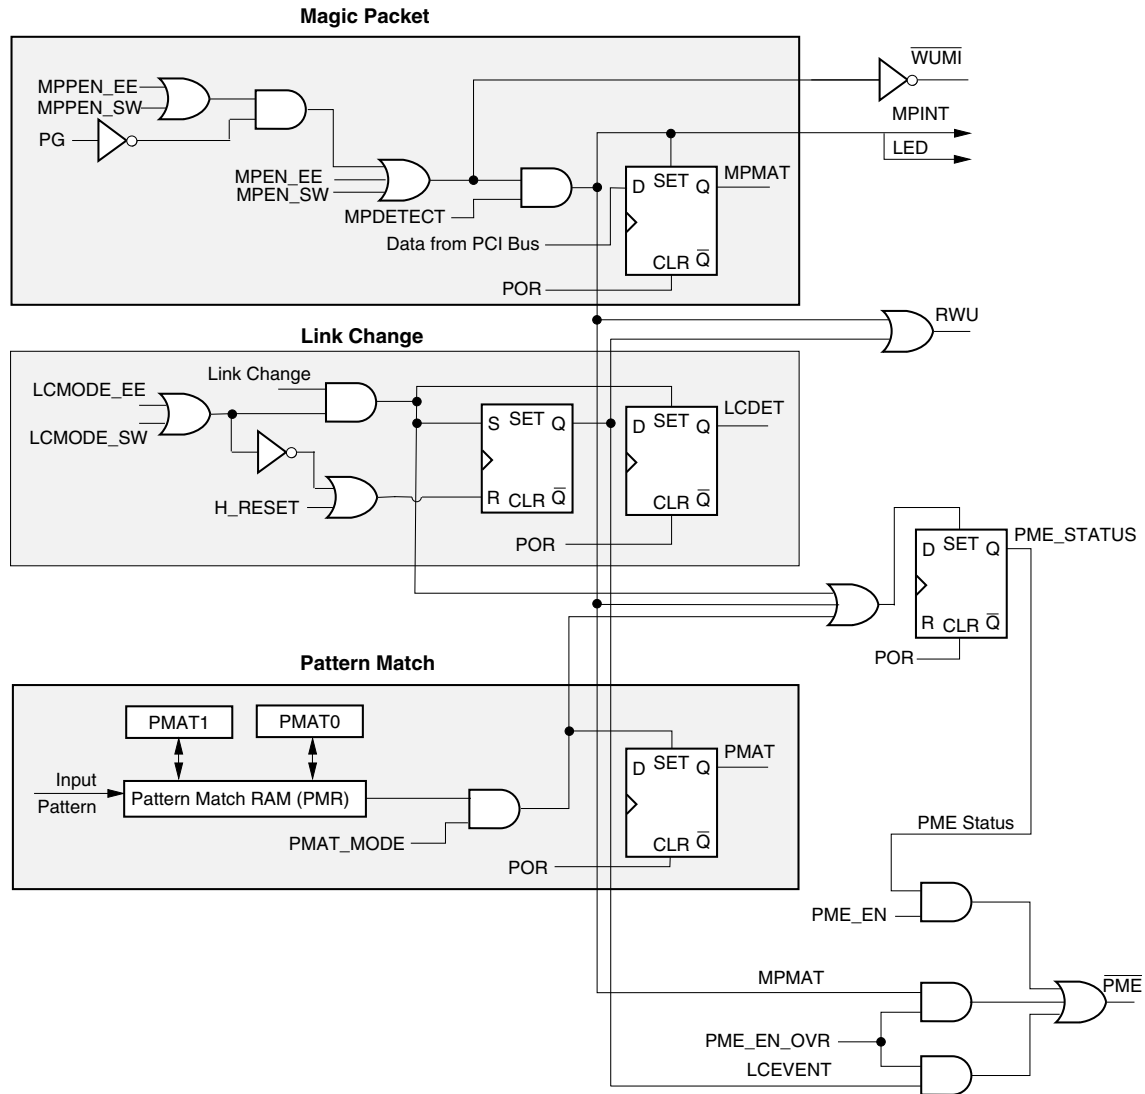 Magic Packet
WUMI
MPPEN_EE
MPPEN_SW
PG
MPINT
LED
MPEN_EE
MPEN_SW
MPDETECT
D SET Q
MPMAT
Data from PCI Bus
CLR Q
POR
RWU
Link Change
Link Change
LCMODE_EE
LCMODE_SW
S SET Q
R CLR Q
D SET Q
LCDET
CLR Q
H_RESET
POR
D SET Q
PME_STATUS
R CLR Q
POR
Pattern Match
PMAT1
PMAT0
Input
Pattern
Pattern Match RAM (PMR)
PMAT_MODE
D SET Q
PMAT
CLR Q
POR
PME Status
PME_EN
MPMAT
PME
PME_EN_OVR
LCEVENT